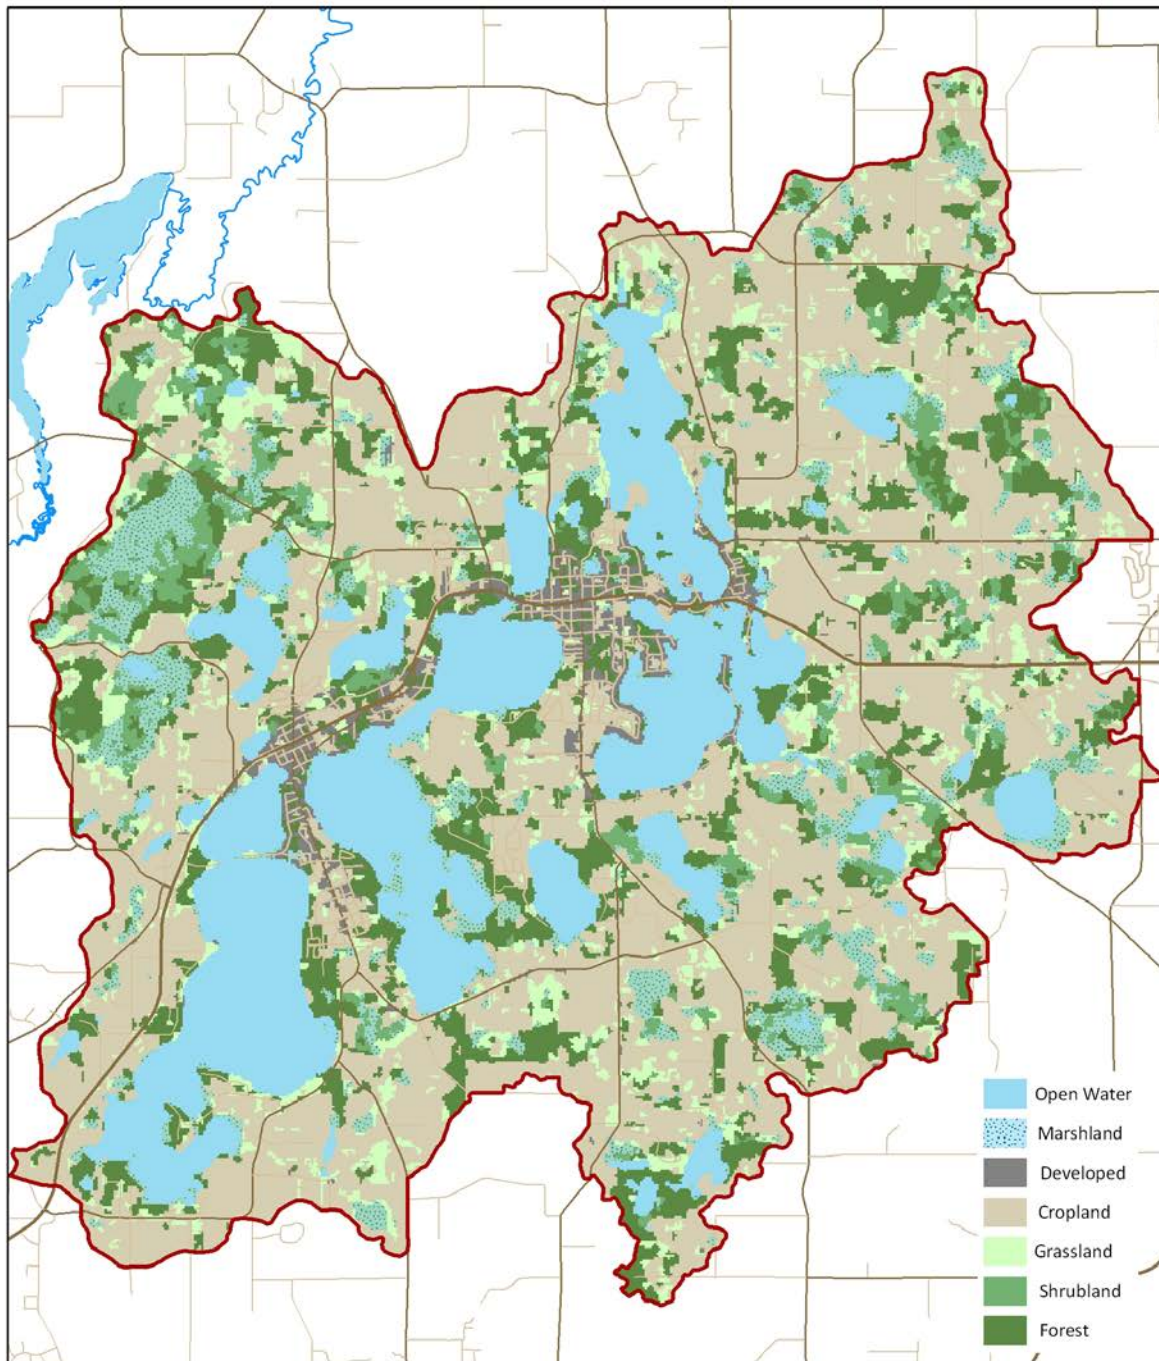 Open Water
Marshland
Developed
Cropland
Grassland
Shrubland
Forest